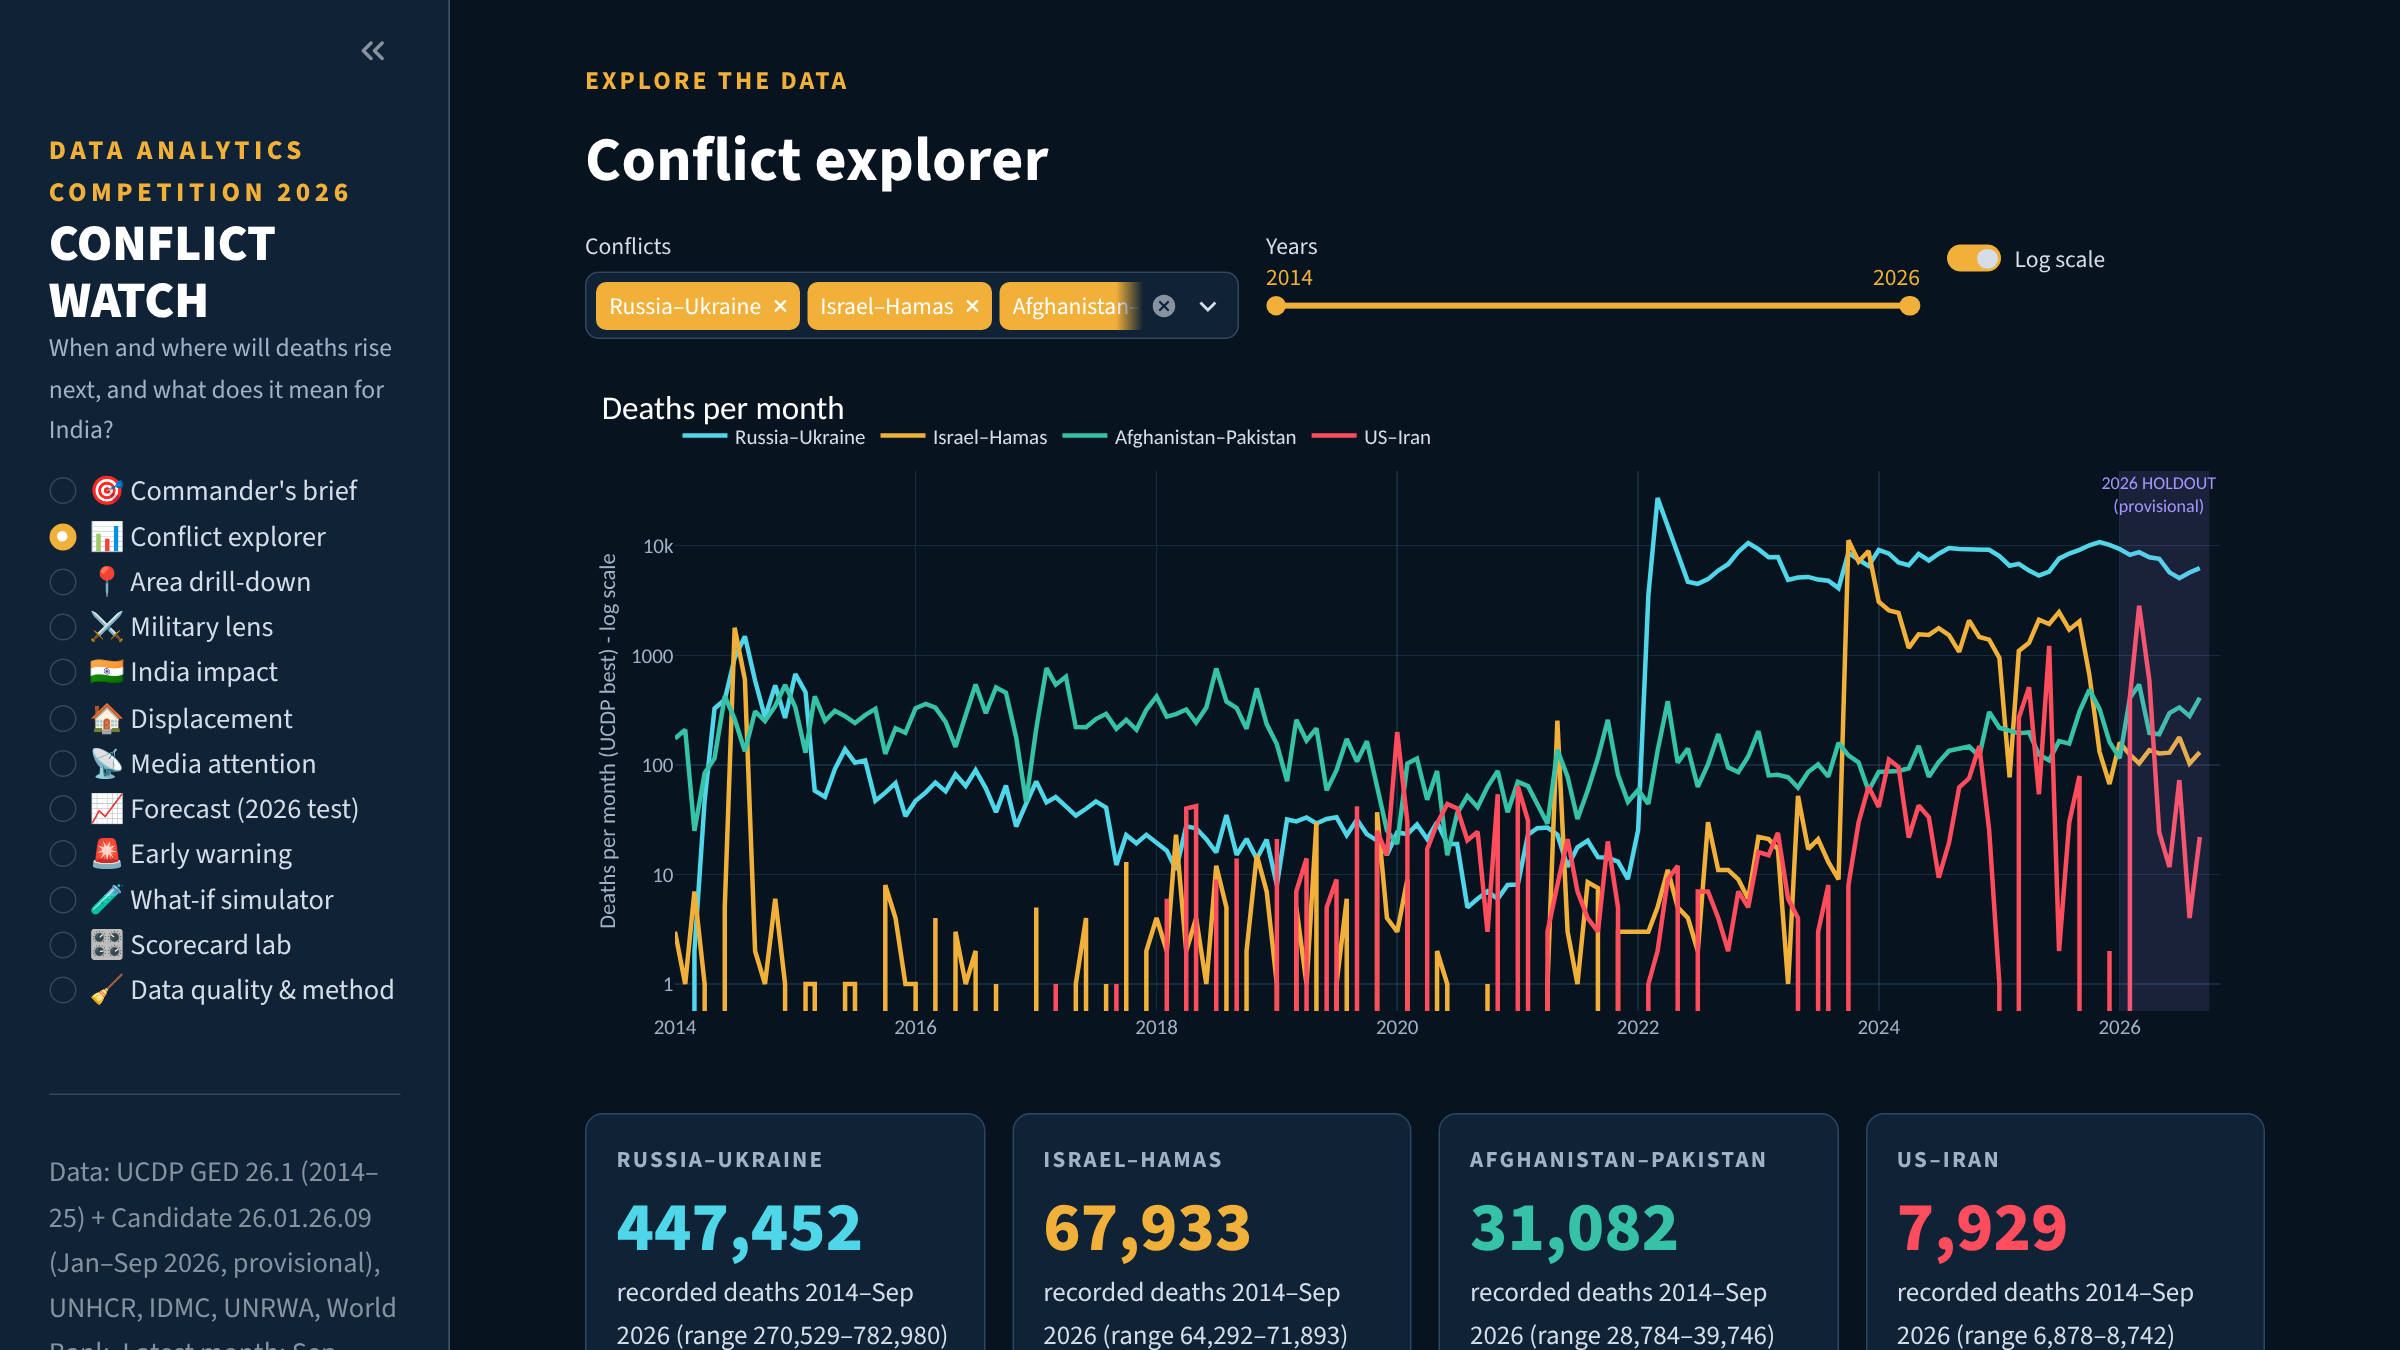 DATA ANALYTICS
COMPETITION 2026
CONFLICT
WATCH
When and where will deaths rise
next, and what does it mean for
India?
Commander's brief
Conflict explorer
Area drill-down
Military lens
India impact
Displacement
Media attention
Forecast (2026 test)
Early warning
What-if simulator
Scorecard lab
Data quality & method
Data: UCDP GED 26.1 (2014–
25) + Candidate 26.01.26.09
(Jan–Sep 2026, provisional),
UNHCR, IDMC, UNRWA, World
Bank. Latest month: Sep
EXPLORE THE DATA
Conflict explorer
Conflicts
Russia–Ukraine
Israel–Hamas
Afghanistan–
Years
2014
2026
Log scale
Deaths per month
Russia–Ukraine
Israel–Hamas
Afghanistan–Pakistan
US–Iran
2026 HOLDOUT
(provisional)
Deaths per month (UCDP best) - log scale
10k
1000
100
10
1
2014
2016
2018
2020
2022
2024
2026
RUSSIA–UKRAINE
447,452
recorded deaths 2014–Sep
2026 (range 270,529–782,980)
ISRAEL–HAMAS
67,933
recorded deaths 2014–Sep
2026 (range 64,292–71,893)
AFGHANISTAN–PAKISTAN
31,082
recorded deaths 2014–Sep
2026 (range 28,784–39,746)
US–IRAN
7,929
recorded deaths 2014–Sep
2026 (range 6,878–8,742)